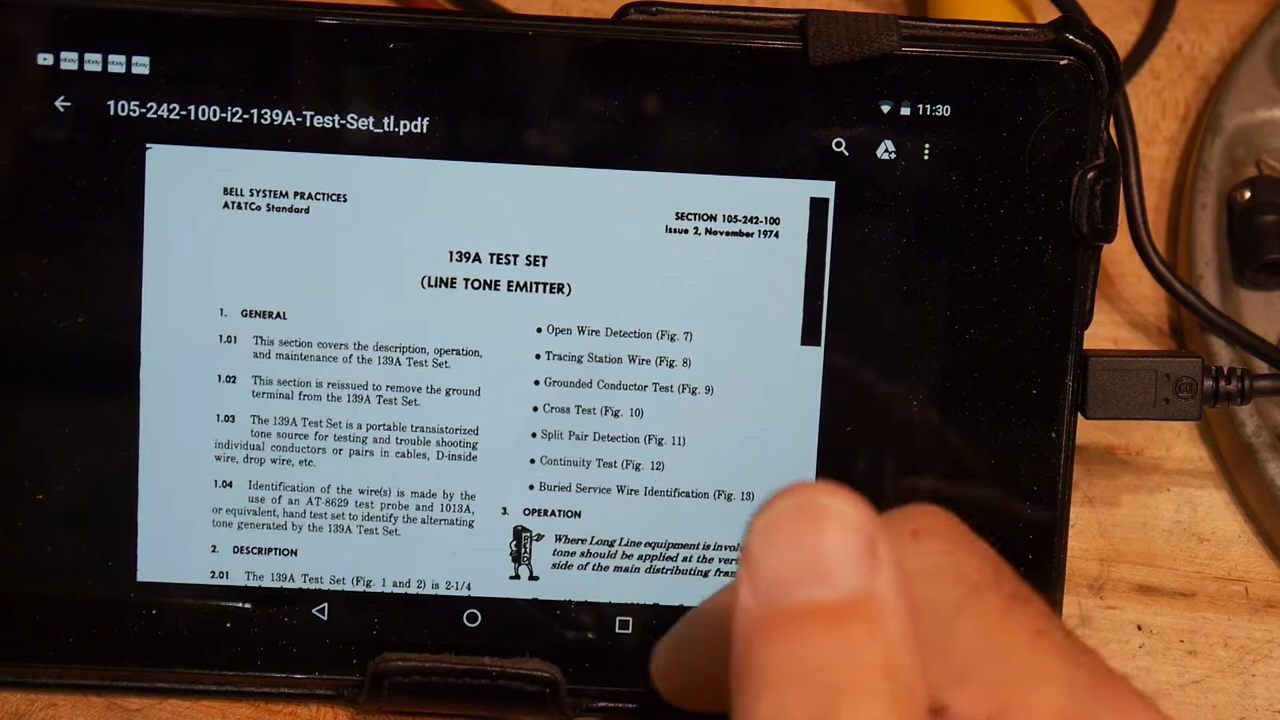 105-242-100-i2-139A-Test-Set_tl.pdf
11:30
BELL SYSTEM PRACTICES
AT&TCo Standard
SECTION 105-242-100
Issue 2, November 1974
139A TEST SET
(LINE TONE EMITTER)
1. GENERAL
1.01 This section covers the description, operation,
and maintenance of the 139A Test Set.
1.02 This section is reissued to remove the ground
terminal from the 139A Test Set.
1.03 The 139A Test Set is a portable transistorized
tone source for testing and trouble shooting
individual conductors or pairs in cables, D-inside
wire, drop wire, etc.
1.04 Identification of the wire(s) is made by the
use of an AT-8629 test probe and 1013A,
or equivalent, hand test set to identify the alternating
tone generated by the 139A Test Set.
2. DESCRIPTION
2.01 The 139A Test Set (Fig. 1 and 2) is 2-1/4
• Open Wire Detection (Fig. 7)
• Tracing Station Wire (Fig. 8)
• Grounded Conductor Test (Fig. 9)
• Cross Test (Fig. 10)
• Split Pair Detection (Fig. 11)
• Continuity Test (Fig. 12)
• Buried Service Wire Identification (Fig. 13)
3. OPERATION
Where Long Line equipment is
tone should be applied at the
side of the main distributing